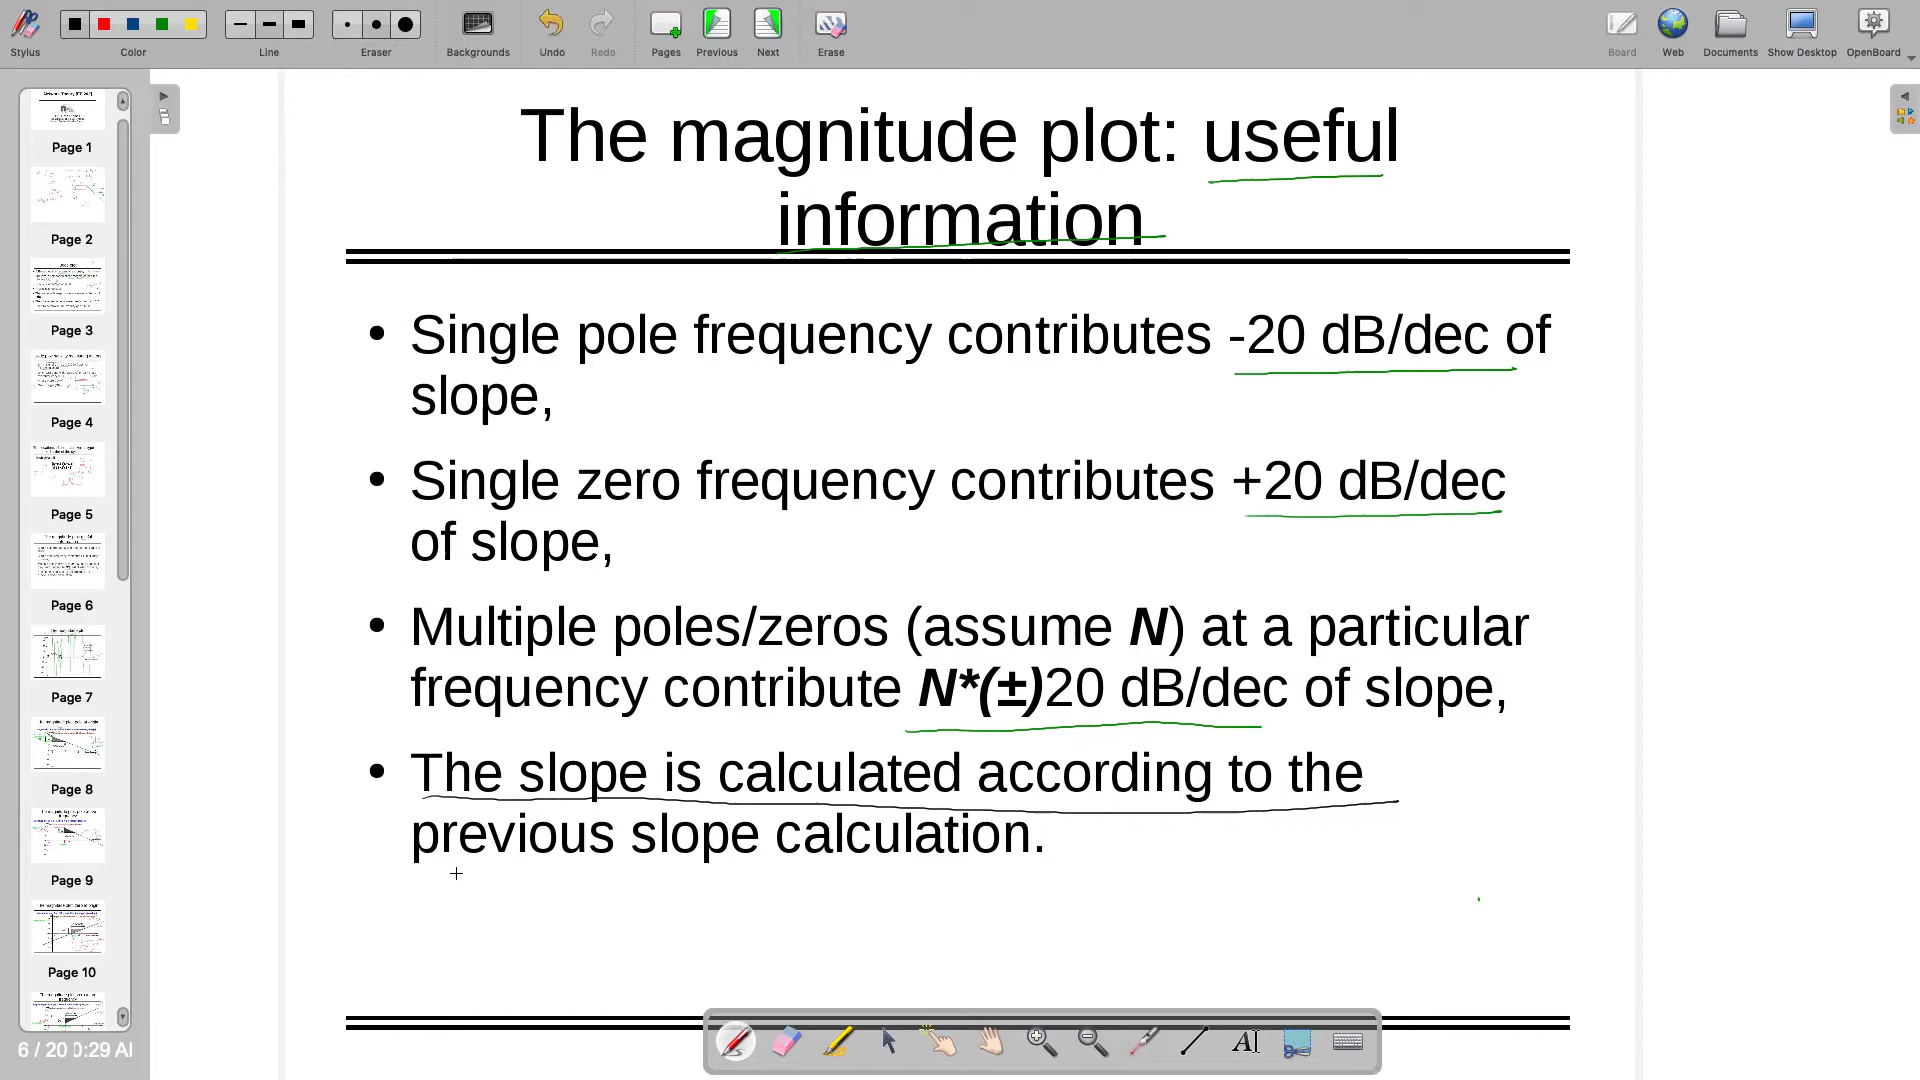 Stylus
Color
Line
Eraser
Backgrounds
Undo
Redo
Pages
Previous
Next
Erase
Board
Web
Documents
Show Desktop
OpenBoard
Page 1
Page 2
Page 3
Page 4
Page 5
Page 6
Page 7
Page 8
Page 9
Page 10
6 / 20
The magnitude plot: useful
information
• Single pole frequency contributes -20 dB/dec of
slope,
• Single zero frequency contributes +20 dB/dec
of slope,
• Multiple poles/zeros (assume N) at a particular
frequency contribute N*(±)20 dB/dec of slope,
• The slope is calculated according to the
previous slope calculation.